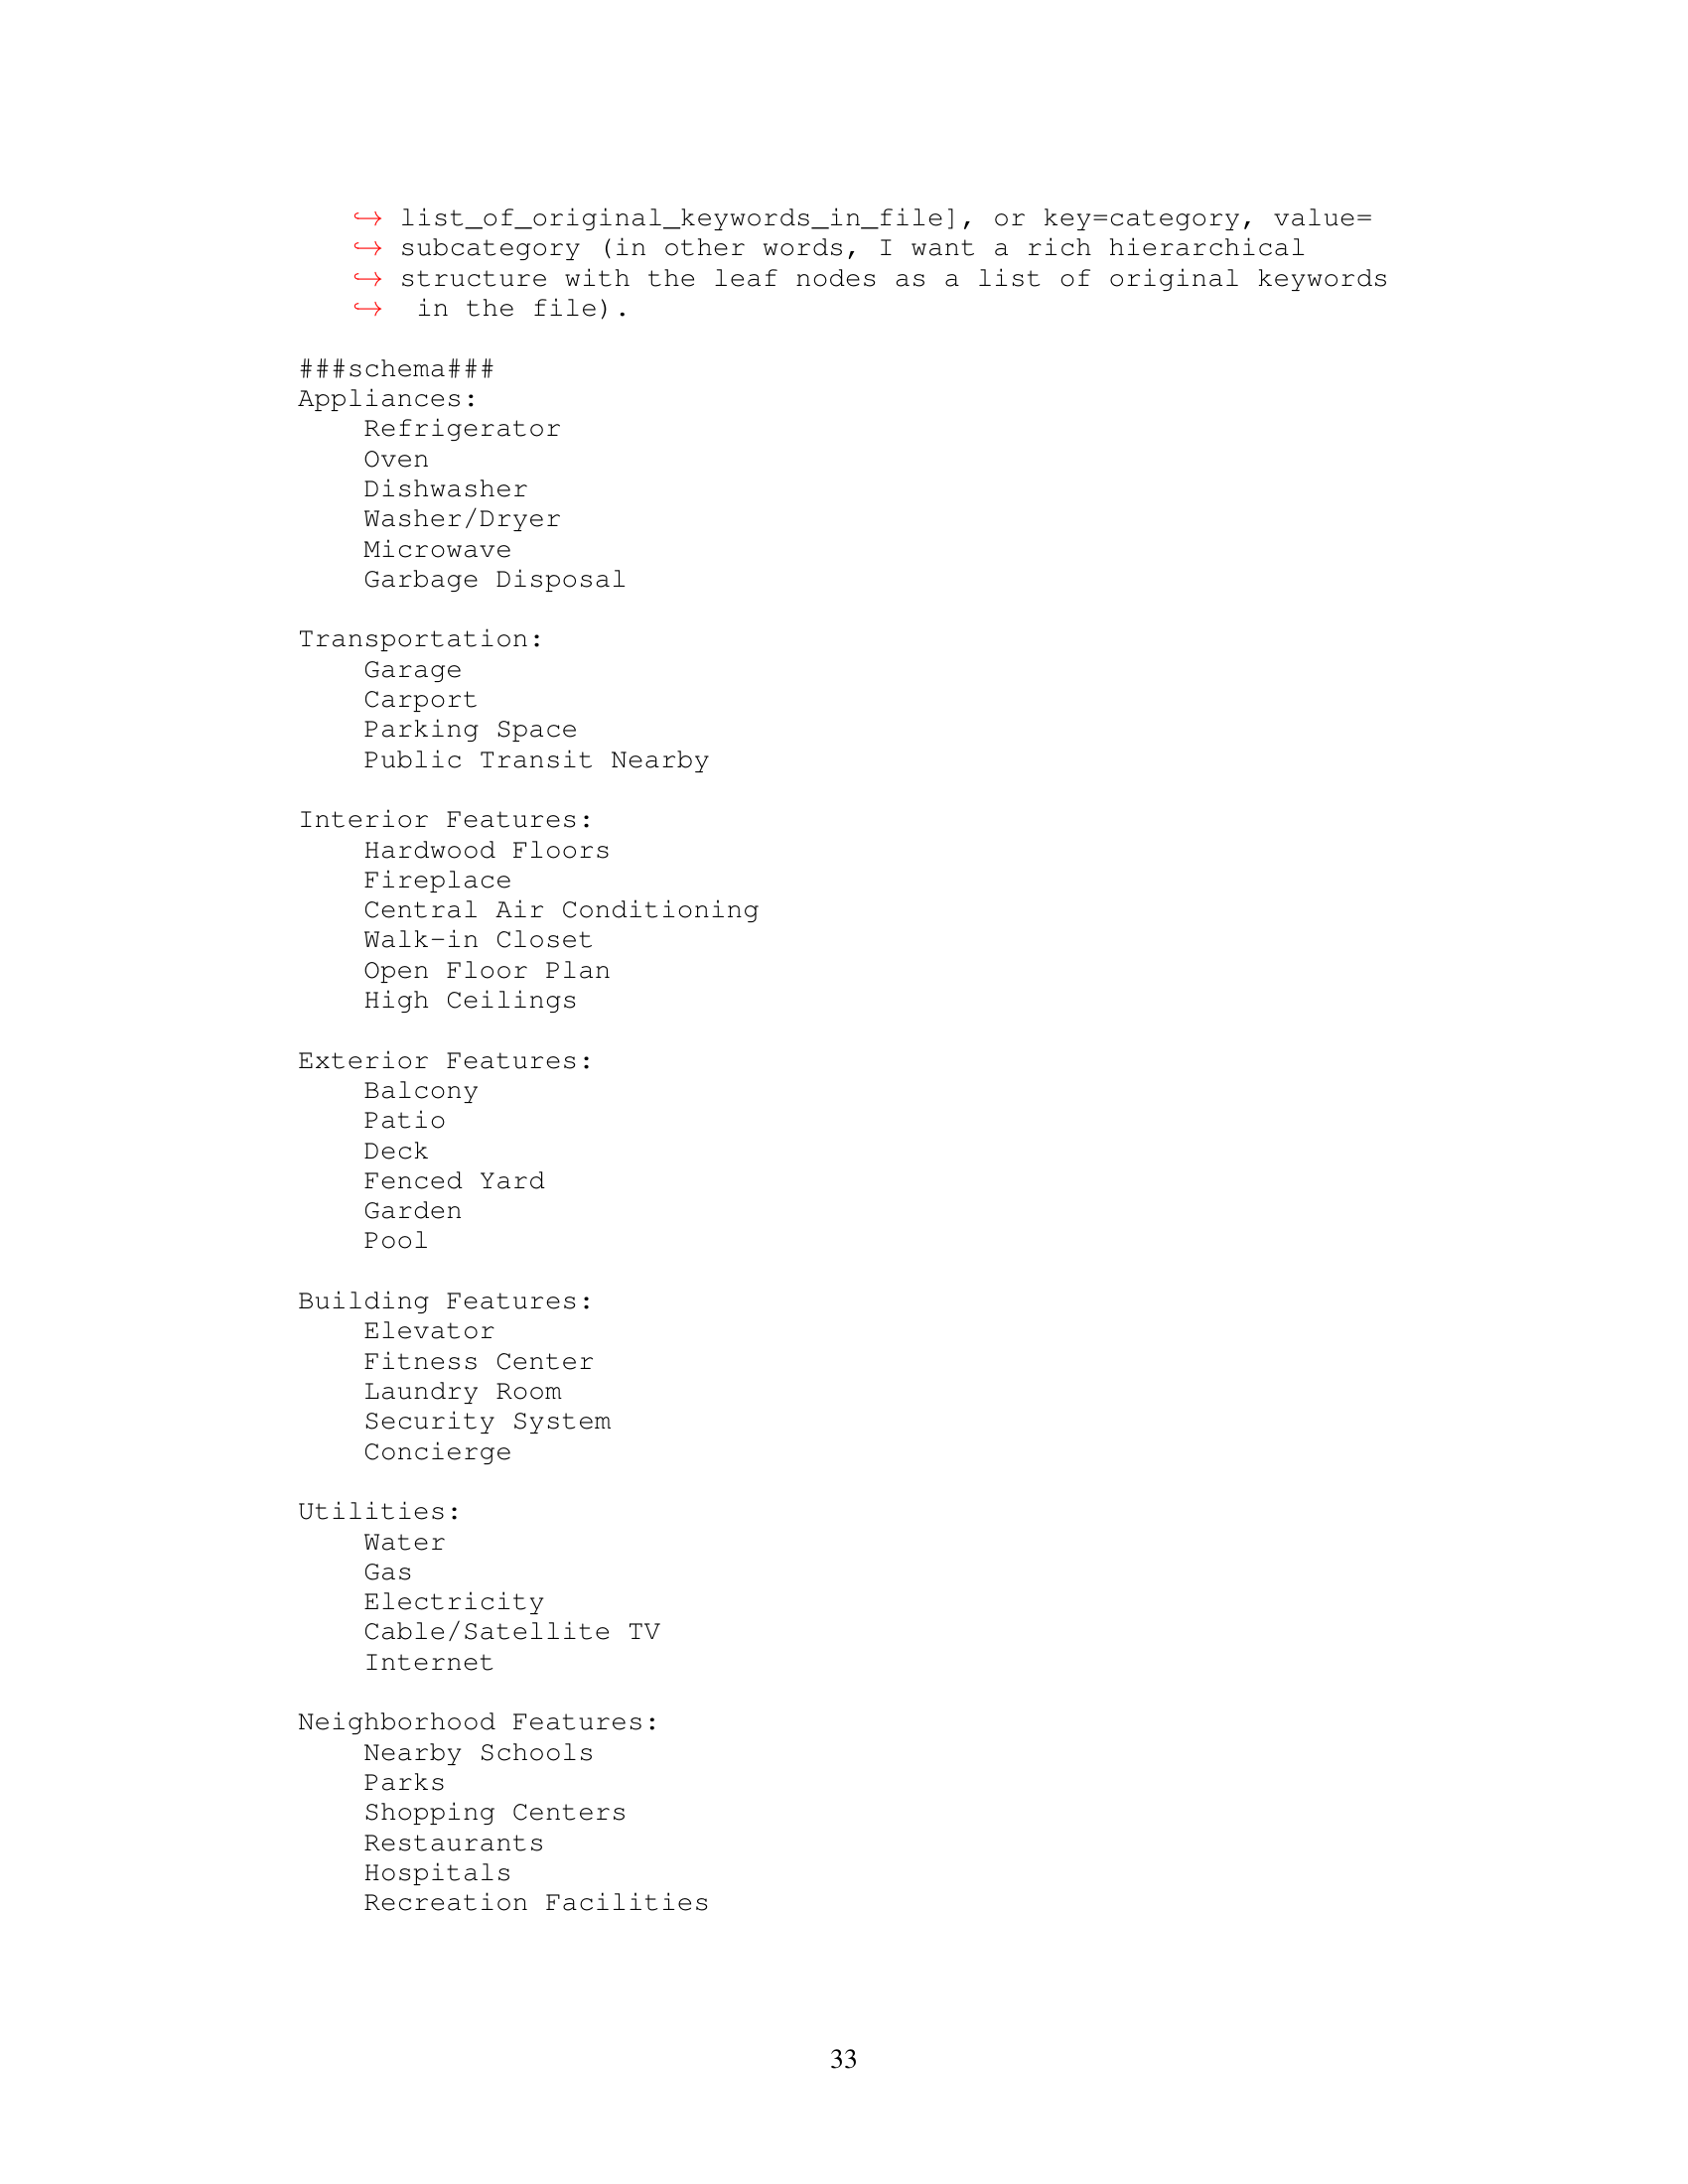 ↪ list_of_original_keywords_in_file], or key=category, value=
↪ subcategory (in other words, I want a rich hierarchical
↪ structure with the leaf nodes as a list of original keywords
↪  in the file).

###schema###
Appliances:
    Refrigerator
    Oven
    Dishwasher
    Washer/Dryer
    Microwave
    Garbage Disposal

Transportation:
    Garage
    Carport
    Parking Space
    Public Transit Nearby

Interior Features:
    Hardwood Floors
    Fireplace
    Central Air Conditioning
    Walk-in Closet
    Open Floor Plan
    High Ceilings

Exterior Features:
    Balcony
    Patio
    Deck
    Fenced Yard
    Garden
    Pool

Building Features:
    Elevator
    Fitness Center
    Laundry Room
    Security System
    Concierge

Utilities:
    Water
    Gas
    Electricity
    Cable/Satellite TV
    Internet

Neighborhood Features:
    Nearby Schools
    Parks
    Shopping Centers
    Restaurants
    Hospitals
    Recreation Facilities

33